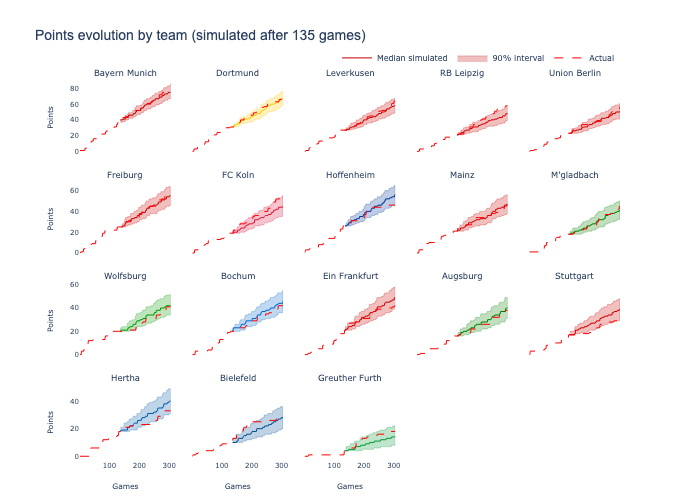 Points evolution by team (simulated after 135 games)
Median simulated 90% interval Actual
Bayern Munich Dortmund Leverkusen RB Leipzig Union Berlin
80
60
40
20
0
Points
Freiburg FC Koln Hoffenheim Mainz M'gladbach
60
40
20
0
Points
Wolfsburg Bochum Ein Frankfurt Augsburg Stuttgart
60
40
20
0
Points
Hertha Bielefeld Greuther Furth
40
20
0
Points
100 200 300 100 200 300 100 200 300
Games Games Games